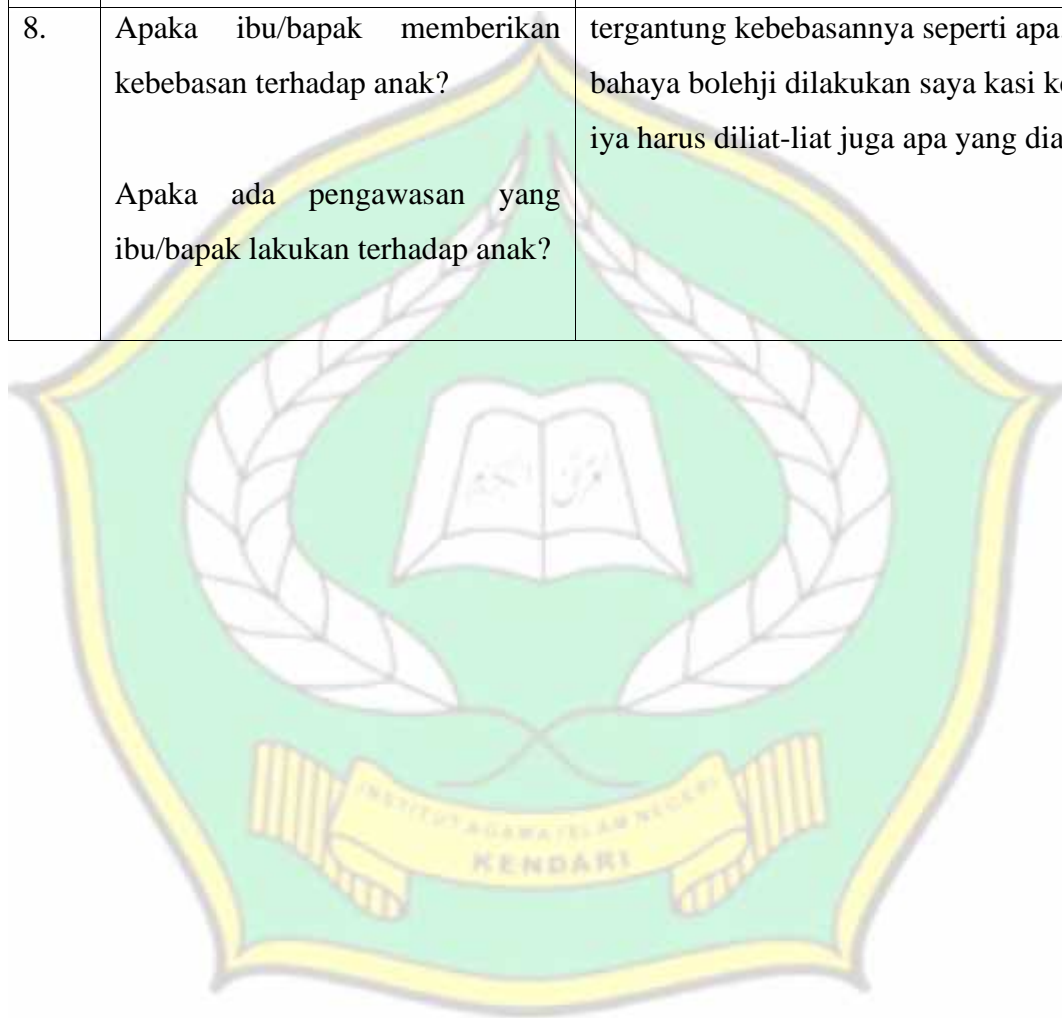 8. Apaka ibu/bapak memberikan tergantung kebebasannya seperti apa.
kebebasan terhadap anak? bahaya bolehji dilakukan saya kasi
iya harus diliat-liat juga apa yang
Apaka ada pengawasan yang
ibu/bapak lakukan terhadap anak?
INSTITUT AGAMA ISLAM NEGERI
KENDARI